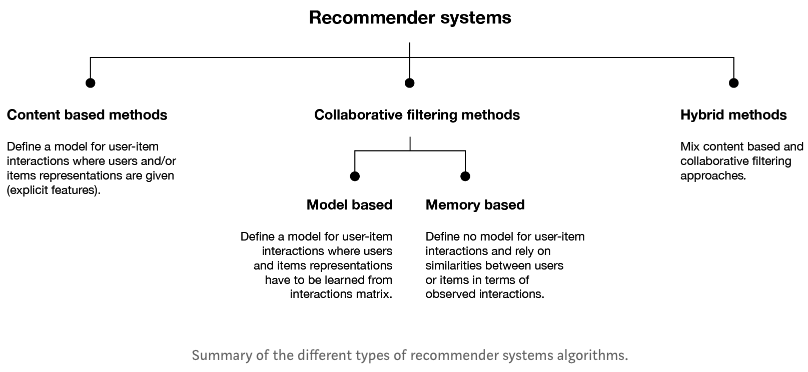 Recommender systems
Content based methods
Define a model for user-item
interactions where users and/or
items representations are given
(explicit features).
Collaborative filtering methods
Model based
Define a model for user-item
interactions where users
and items representations
have to be learned from
interactions matrix.
Memory based
Define no model for user-item
interactions and rely on
similarities between users
or items in terms of
observed interactions.
Hybrid methods
Mix content based and
collaborative filtering
approaches.
Summary of the different types of recommender systems algorithms.